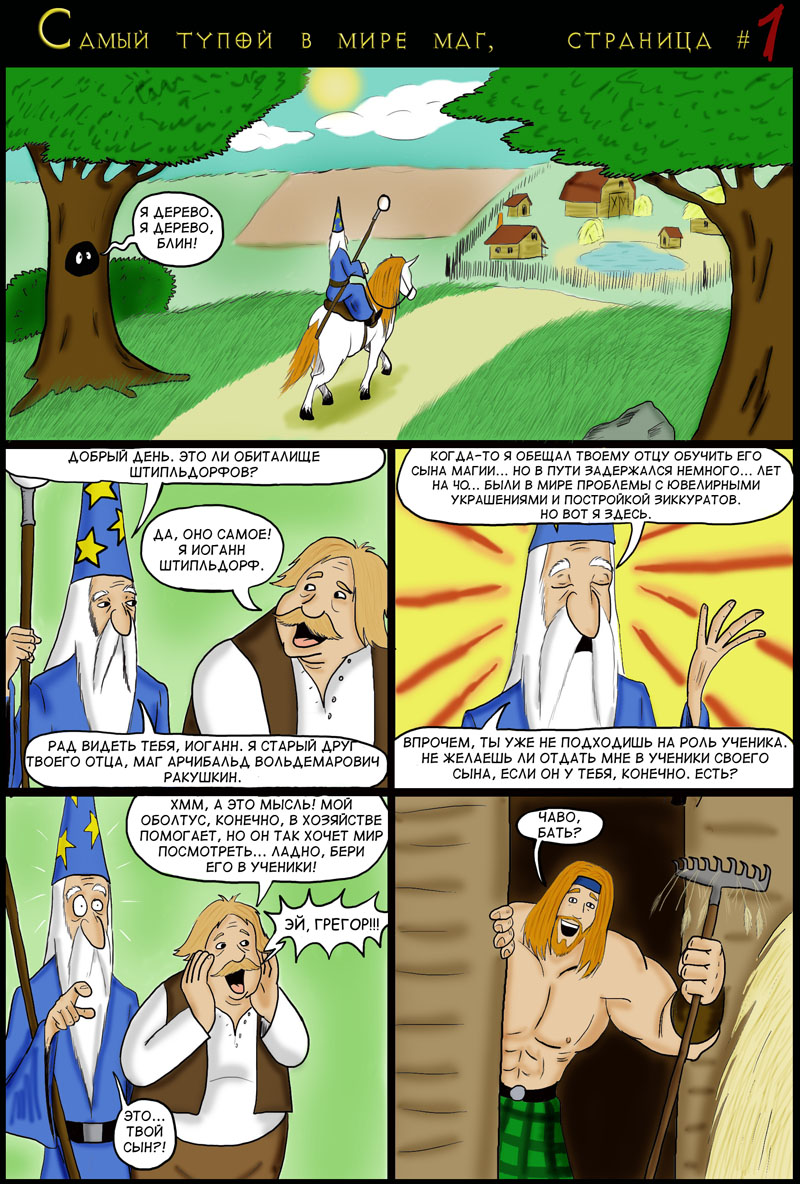 Самый тупой в мире маг, страница #1
Я ДЕРЕВО.
Я ДЕРЕВО,
БЛИН!
ДОБРЫЙ ДЕНЬ. ЭТО ЛИ ОБИТАЛИЩЕ
ШТИПЛЬДОРФОВ?
ДА, ОНО САМОЕ!
Я ИОГАНН
ШТИПЛЬДОРФ.
РАД ВИДЕТЬ ТЕБЯ, ИОГАНН. Я СТАРЫЙ ДРУГ
ТВОЕГО ОТЦА, МАГ АРЧИБАЛЬД ВОЛЬДЕМАРОВИЧ
РАКУШКИН.
КОГДА-ТО Я ОБЕЩАЛ ТВОЕМУ ОТЦУ ОБУЧИТЬ ЕГО
СЫНА МАГИИ... НО В ПУТИ ЗАДЕРЖАЛСЯ НЕМНОГО... ЛЕТ
НА ЧО... БЫЛИ В МИРЕ ПРОБЛЕМЫ С ЮВЕЛИРНЫМИ
УКРАШЕНИЯМИ И ПОСТРОЙКОЙ ЗИККУРАТОВ.
НО ВОТ Я ЗДЕСЬ.
ВПРОЧЕМ, ТЫ УЖЕ НЕ ПОДХОДИШЬ НА РОЛЬ УЧЕНИКА.
НЕ ЖЕЛАЕШЬ ЛИ ОТДАТЬ МНЕ В УЧЕНИКИ СВОЕГО
СЫНА, ЕСЛИ ОН У ТЕБЯ, КОНЕЧНО. ЕСТЬ?
ХММ, А ЭТО МЫСЛЬ! МОЙ
ОБОЛТУС, КОНЕЧНО, В ХОЗЯЙСТВЕ
ПОМОГАЕТ, НО ОН ТАК ХОЧЕТ МИР
ПОСМОТРЕТЬ... ЛАДНО, БЕРИ
ЕГО В УЧЕНИКИ!
ЭЙ, ГРЕГОР!!!
ЭТО...
ТВОЙ
СЫН?!
ЧАВО,
БАТЬ?